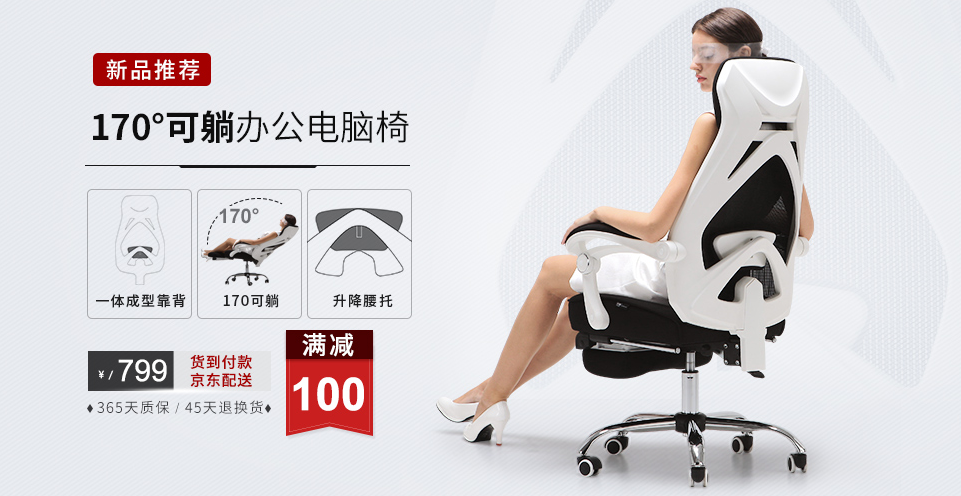 新品推荐
170°可躺办公电脑椅
170°
一体成型靠背
170可躺
升降腰托
¥ / 799
货到付款
京东配送
满减
100
♦365天质保 / 45天退换货♦